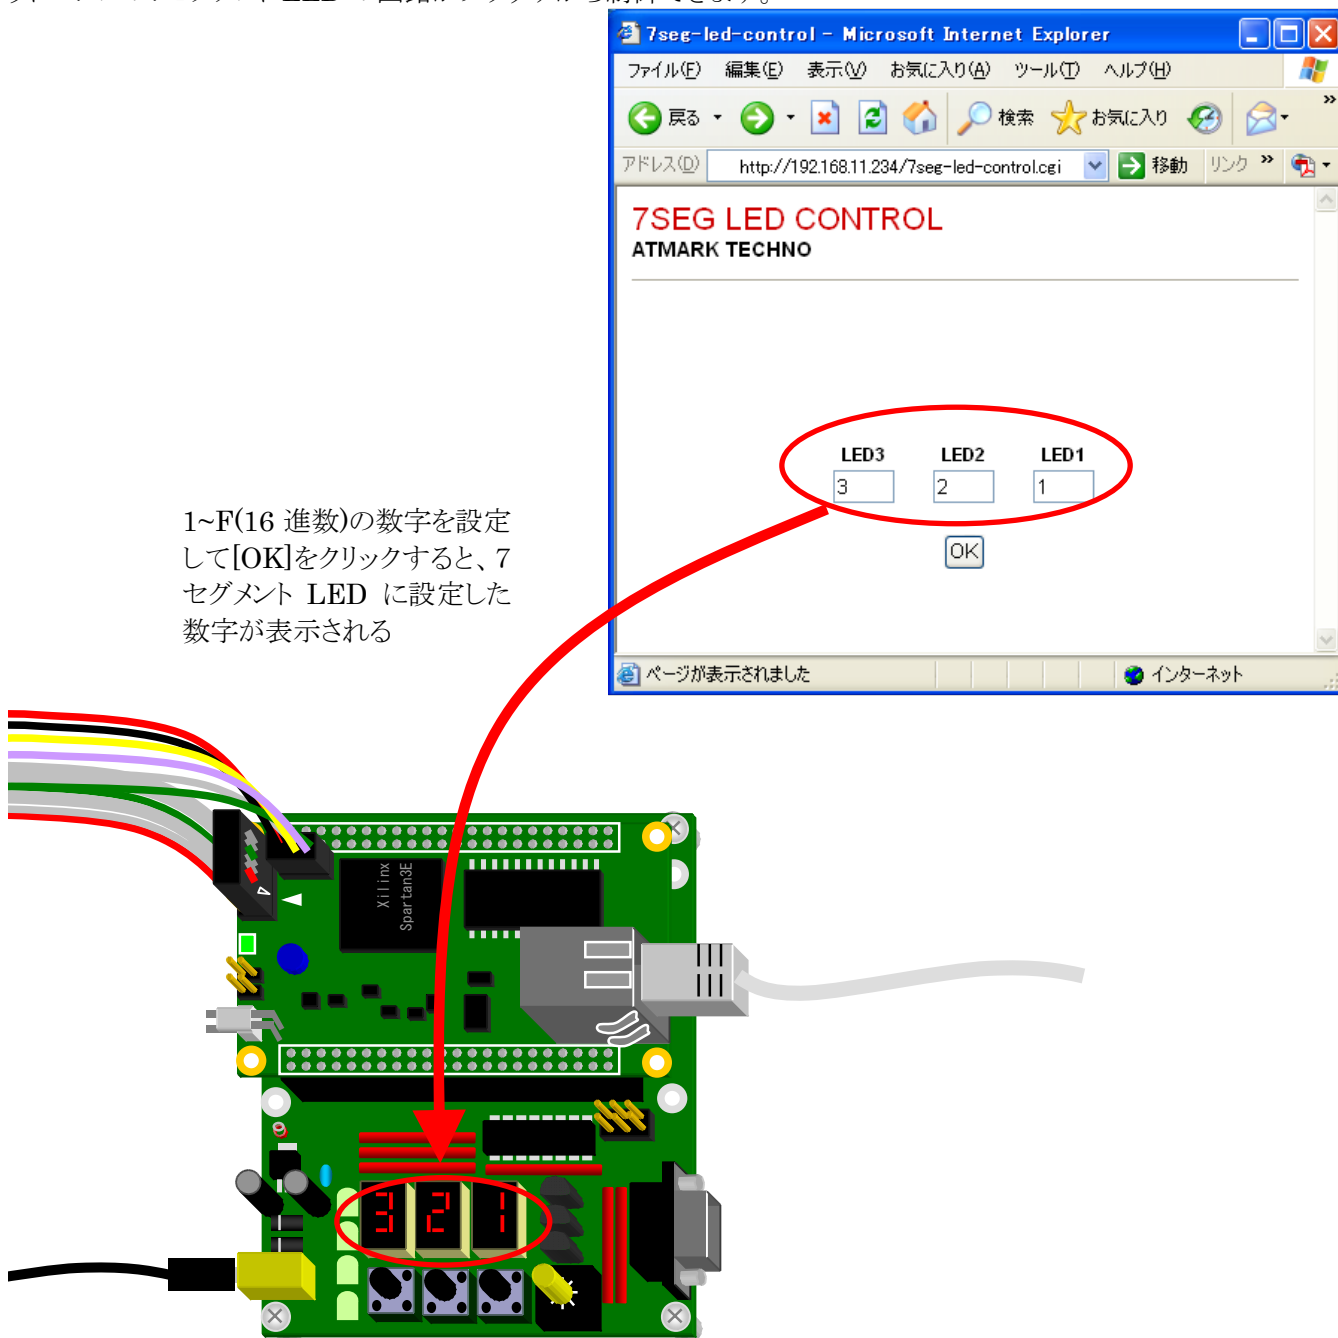 7seg-led-control - Microsoft Internet Explorer
ファイル(F) 編集(E) 表示(V) お気に入り(A) ツール(T) ヘルプ(H)
戻る 検索 お気に入り »
アドレス(D) http://192.168.11.234/7seg-led-control.cgi 移動 リンク »
7SEG LED CONTROL
ATMARK TECHNO
LED3 LED2 LED1
3 2 1
OK
1~F(16 進数)の数字を設定
して[OK]をクリックすると、7
セグメント LED に設定した
数字が表示される
ページが表示されました インターネット
Xilinx
Spartan3E
3 2 1